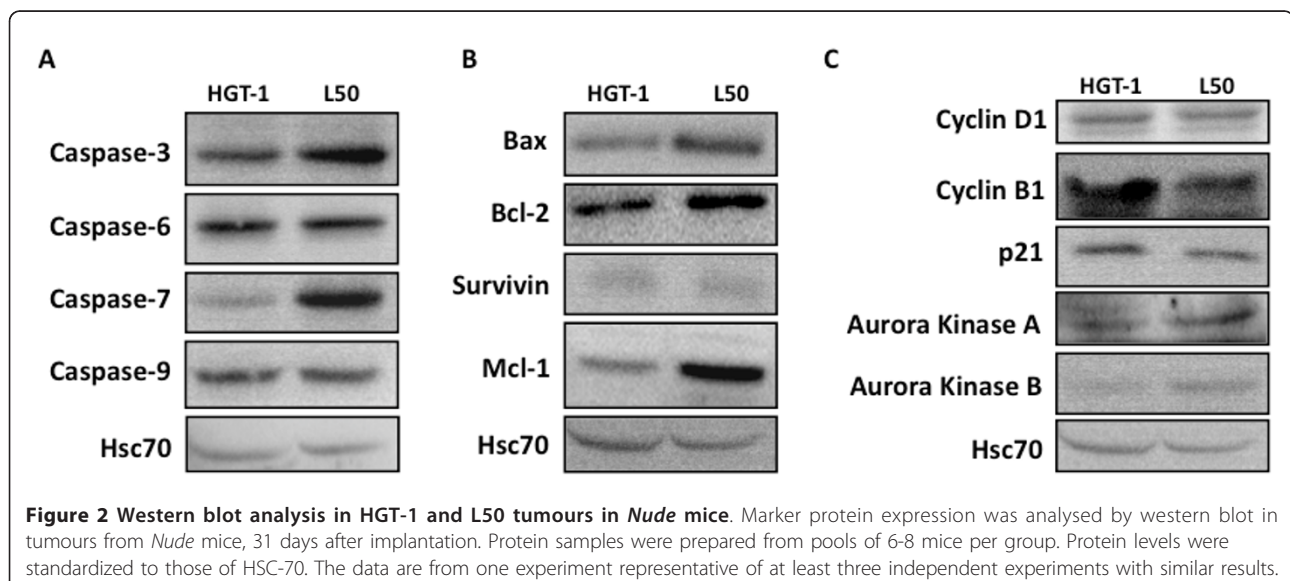 A
HGT-1 L50
Caspase-3
Caspase-6
Caspase-7
Caspase-9
Hsc70
B
HGT-1 L50
Bax
Bcl-2
Survivin
Mcl-1
Hsc70
C
HGT-1 L50
Cyclin D1
Cyclin B1
p21
Aurora Kinase A
Aurora Kinase B
Hsc70
Figure 2 Western blot analysis in HGT-1 and L50 tumours in Nude mice. Marker protein expression was analysed by western blot in
tumours from Nude mice, 31 days after implantation. Protein samples were prepared from pools of 6-8 mice per group. Protein levels were
standardized to those of HSC-70. The data are from one experiment representative of at least three independent experiments with similar results.